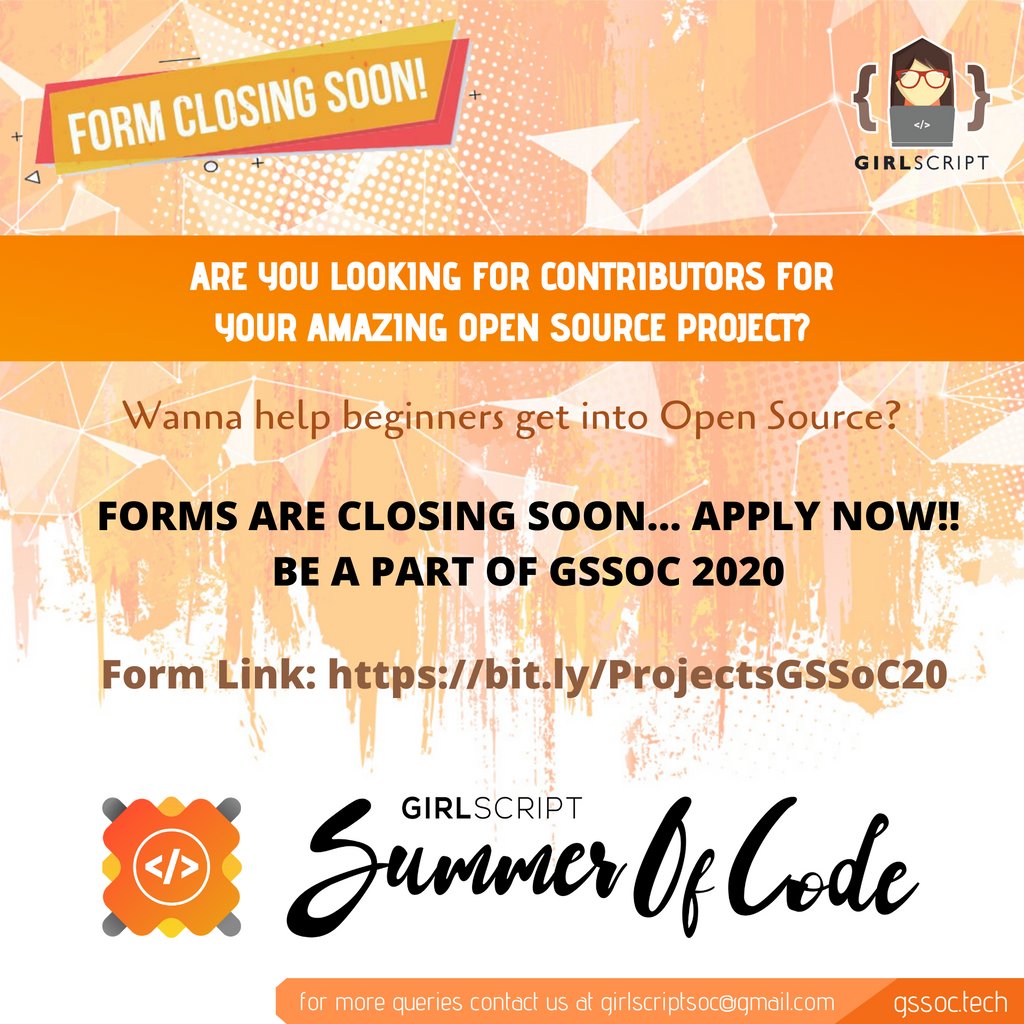 FORM CLOSING SOON!
{ </> }
GIRLSCRIPT
ARE YOU LOOKING FOR CONTRIBUTORS FOR
YOUR AMAZING OPEN SOURCE PROJECT?
Wanna help beginners get into Open Source?
FORMS ARE CLOSING SOON... APPLY NOW!!
BE A PART OF GSSOC 2020
Form Link: https://bit.ly/ProjectsGSSoC20
</>
GIRLSCRIPT
Summer Of Code
for more queries contact us at girlscriptsoc@gmail.com
gssoc.tech